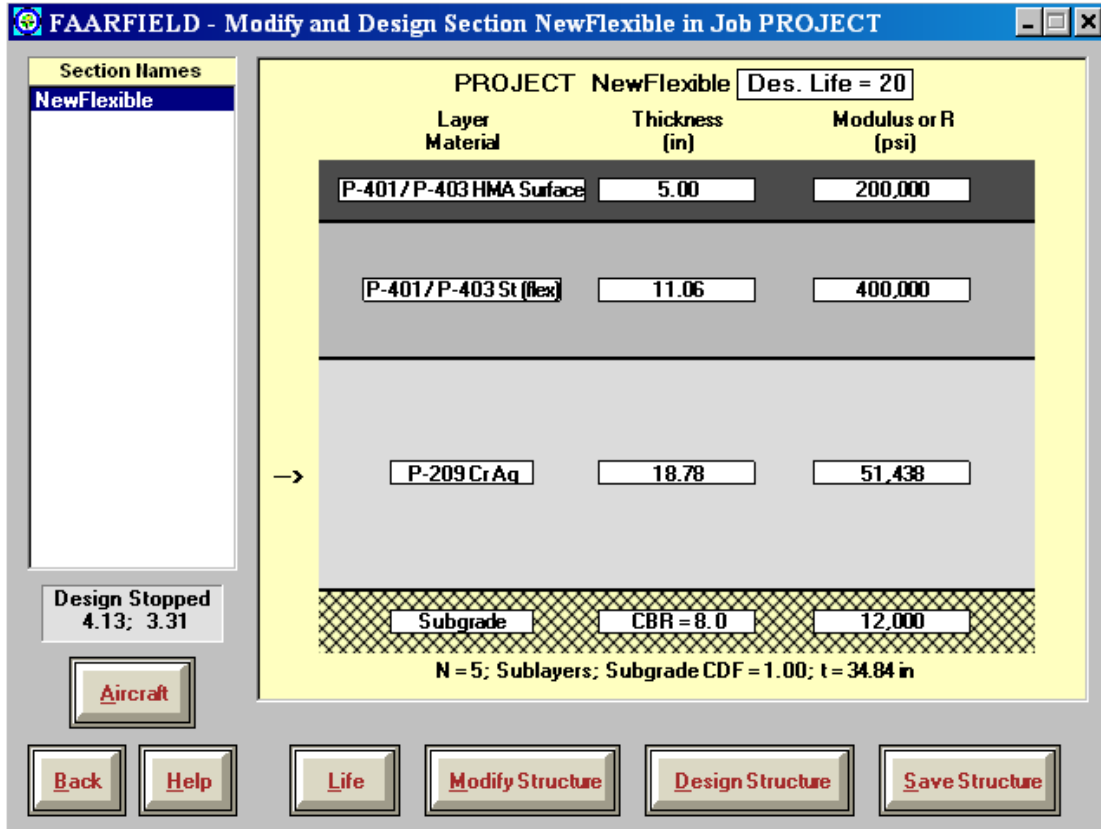 FAARFIELD - Modify and Design Section NewFlexible in Job PROJECT
Section Names
NewFlexible
PROJECT NewFlexible Des. Life = 20
Layer Material Thickness (in) Modulus or R (psi)
P-401 / P-403 HMA Surface 5.00 200,000
P-401 / P-403 St (flex) 11.06 400,000
--> P-209 Cr Ag 18.78 51,438
Subgrade CBR = 8.0 12,000
N = 5; Sublayers; Subgrade CDF = 1.00; t = 34.84 in
Design Stopped
4.13; 3.31
Aircraft
Back Help Life Modify Structure Design Structure Save Structure